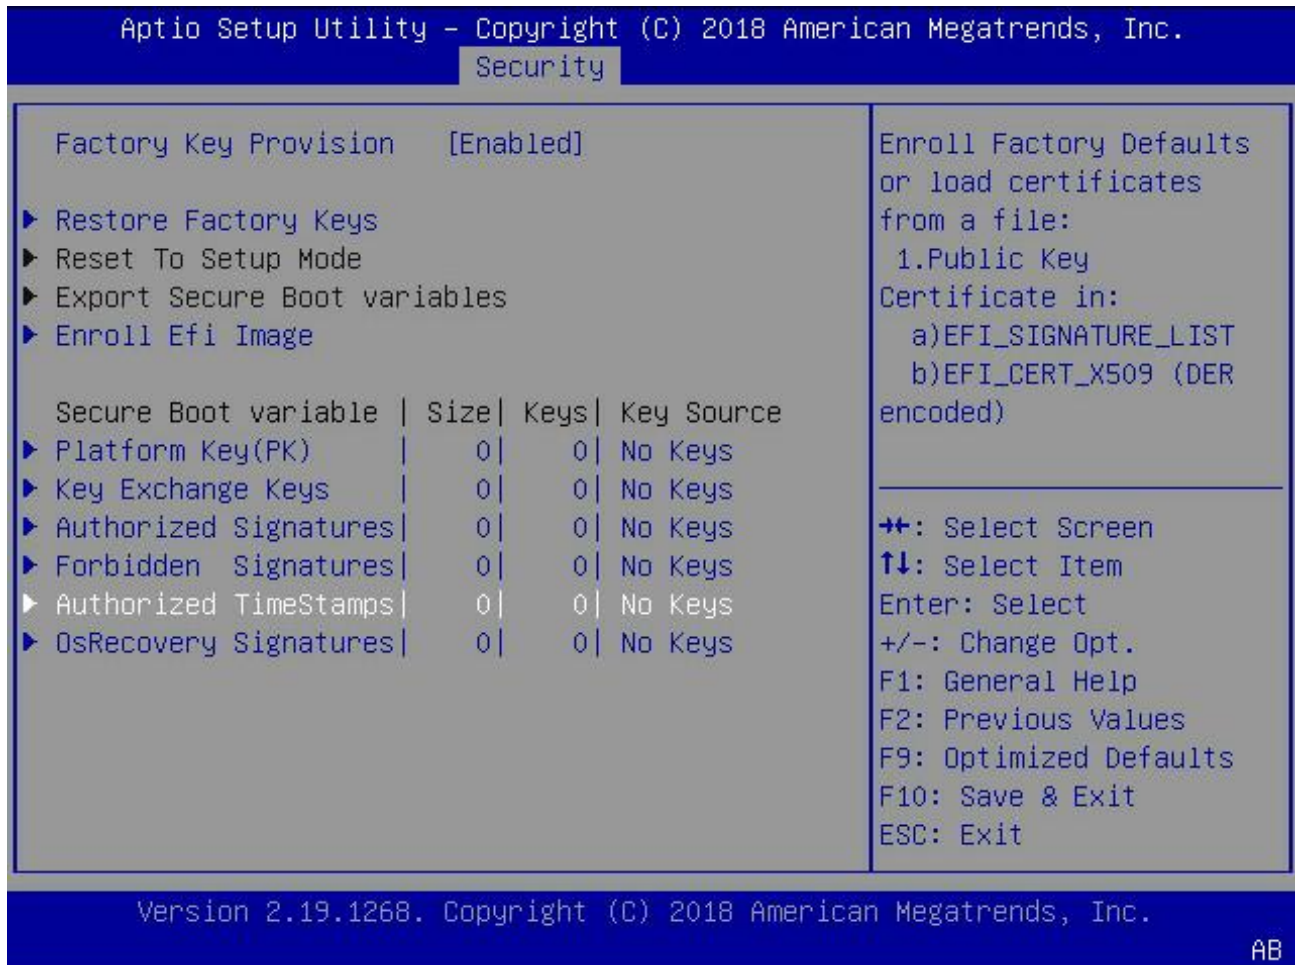 Aptio Setup Utility – Copyright (C) 2018 American Megatrends, Inc.
Security
Factory Key Provision [Enabled]
Restore Factory Keys
Reset To Setup Mode
Export Secure Boot variables
Enroll Efi Image
Secure Boot variable | Size| Keys| Key Source
Platform Key(PK) | 0| 0| No Keys
Key Exchange Keys | 0| 0| No Keys
Authorized Signatures| 0| 0| No Keys
Forbidden Signatures| 0| 0| No Keys
Authorized TimeStamps| 0| 0| No Keys
OsRecovery Signatures| 0| 0| No Keys
Enroll Factory Defaults
or load certificates
from a file:
1.Public Key
Certificate in:
a)EFI_SIGNATURE_LIST
b)EFI_CERT_X509 (DER
encoded)
→←: Select Screen
↑↓: Select Item
Enter: Select
+/-: Change Opt.
F1: General Help
F2: Previous Values
F9: Optimized Defaults
F10: Save & Exit
ESC: Exit
Version 2.19.1268. Copyright (C) 2018 American Megatrends, Inc.
AB